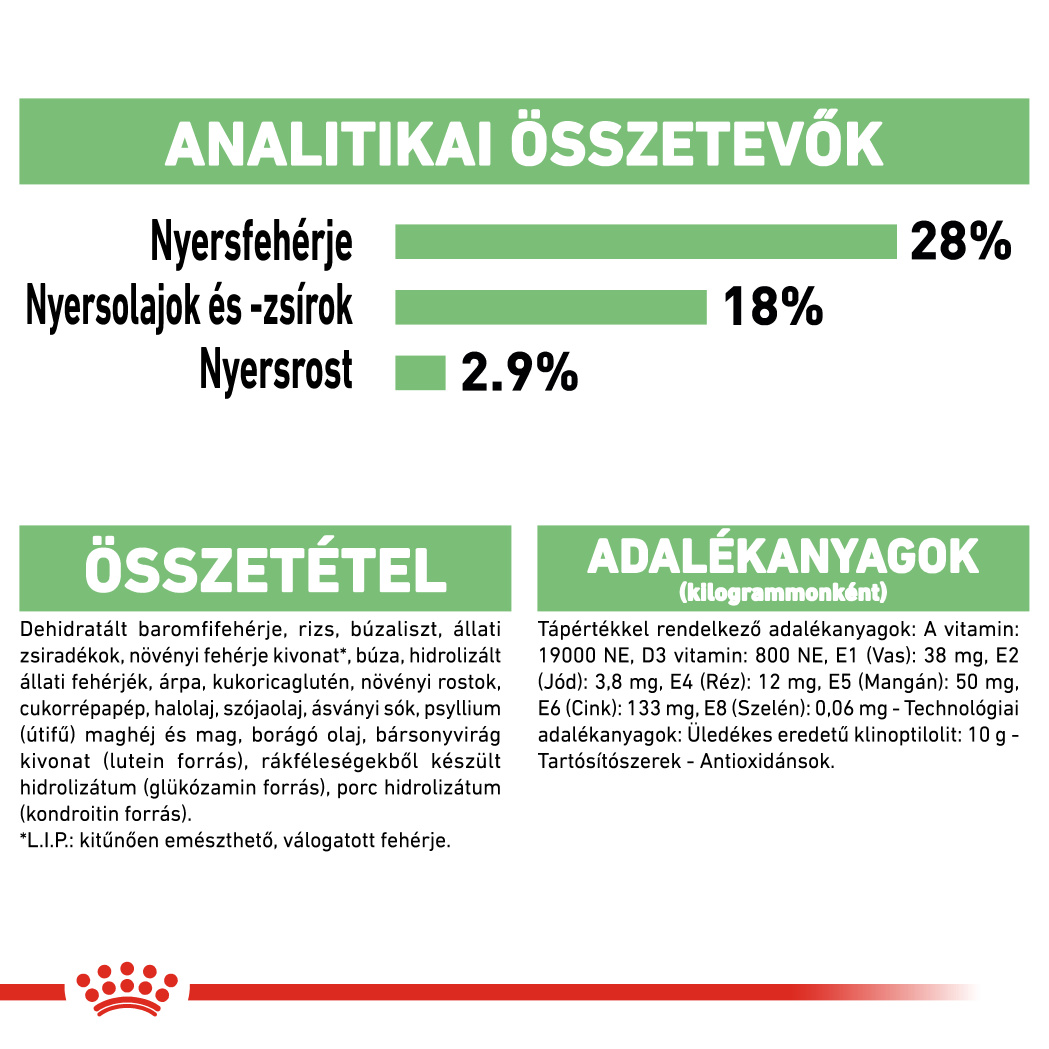 ANALITIKAI ÖSSZETEVŐK
Nyersfehérje 28%
Nyersolajok és -zsírok 18%
Nyersrost 2.9%
ÖSSZETÉTEL
Dehidratált baromfifehérje, rizs, búzaliszt, állati
zsiradékok, növényi fehérje kivonat*, búza, hidrolizált
állati fehérjék, árpa, kukoricaglutén, növényi rostok,
cukorrépapép, halolaj, szójaolaj, ásványi sók, psyllium
(útifű) maghéj és mag, borágó olaj, bársonyvirág
kivonat (lutein forrás), rákféleségekből készült
hidrolizátum (glükózamin forrás), porc hidrolizátum
(kondroitin forrás).
*L.I.P.: kitűnően emészthető, válogatott fehérje.
ADALÉKANYAGOK
(kilogrammonként)
Tápértékkel rendelkező adalékanyagok: A vitamin:
19000 NE, D3 vitamin: 800 NE, E1 (Vas): 38 mg, E2
(Jód): 3,8 mg, E4 (Réz): 12 mg, E5 (Mangán): 50 mg,
E6 (Cink): 133 mg, E8 (Szelén): 0,06 mg - Technológiai
adalékanyagok: Üledékes eredetű klinoptilolit: 10 g -
Tartósítószerek - Antioxidánsok.